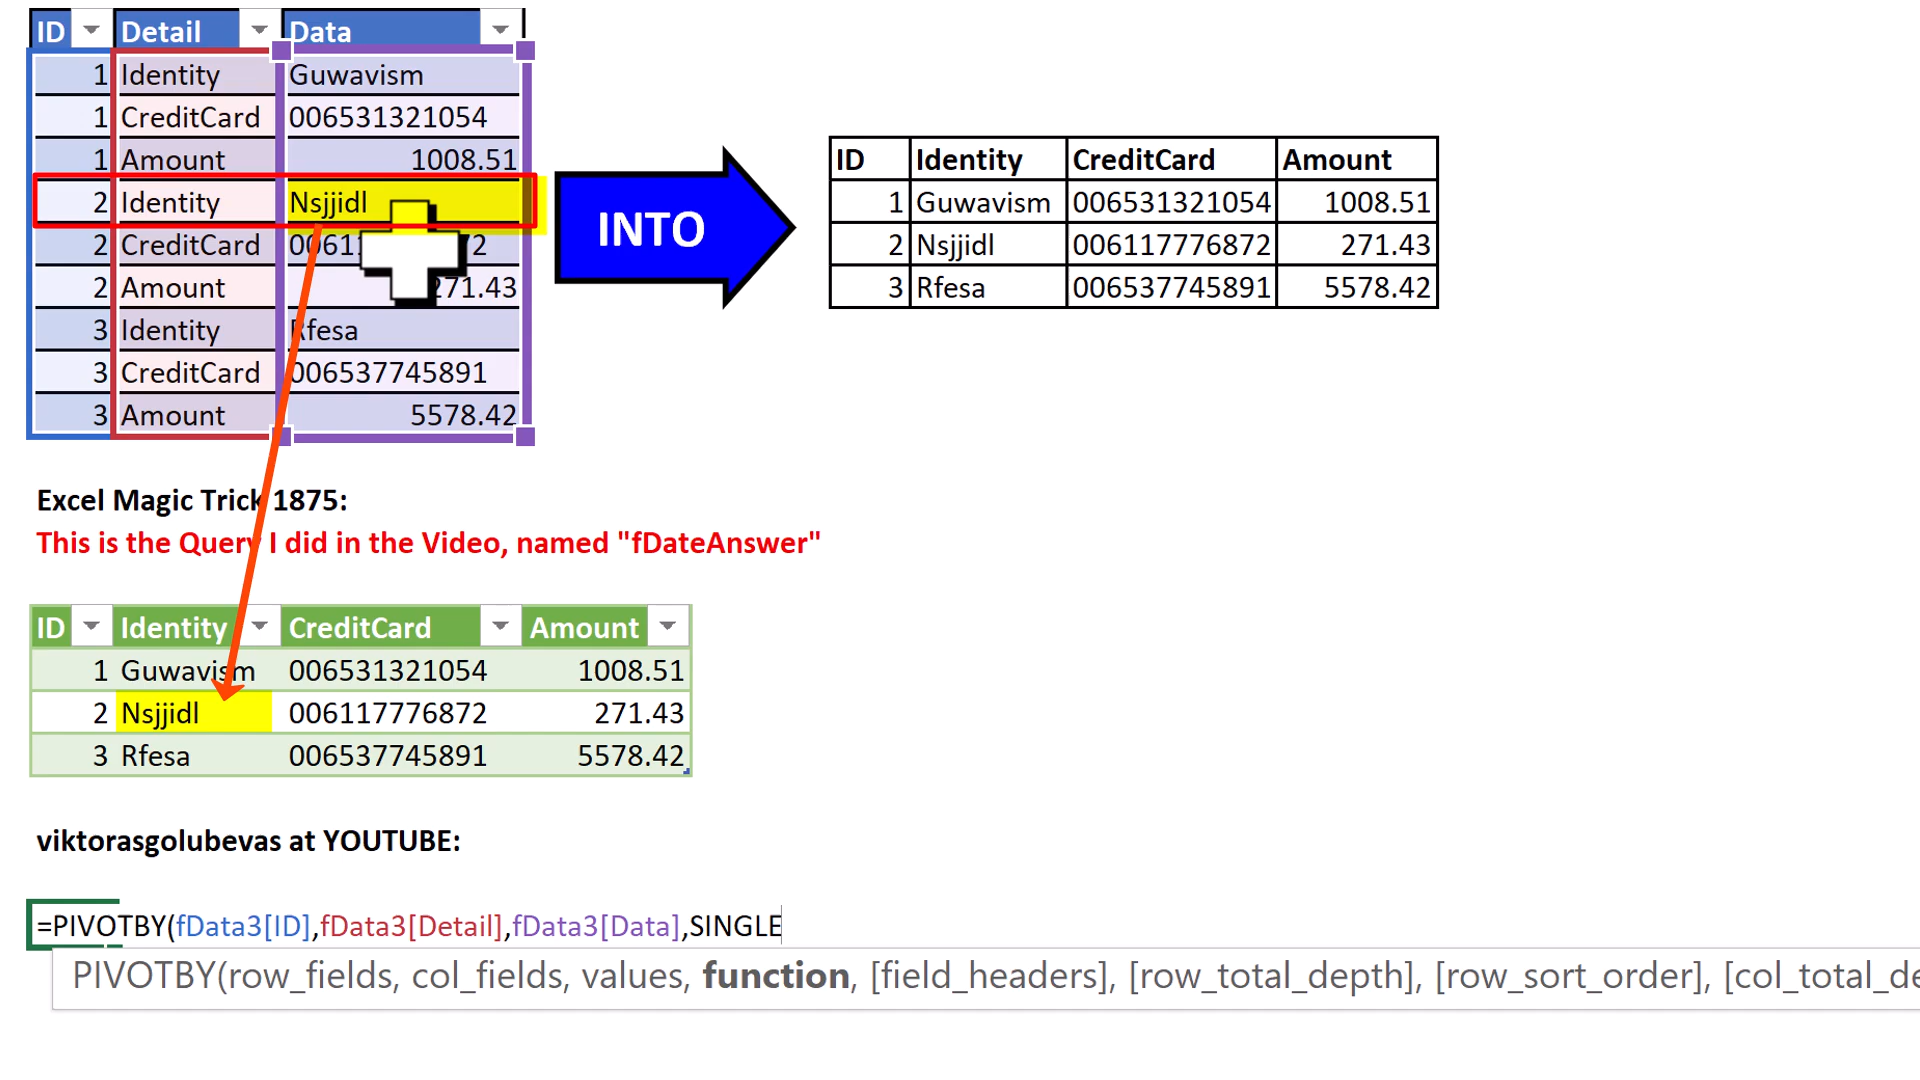 ID Detail Data
1 Identity Guwavism
1 CreditCard 006531321054
1 Amount 1008.51
2 Identity Nsjjidl
2 CreditCard
2 Amount 271.43
3 Identity Rfesa
3 CreditCard 006537745891
3 Amount 5578.42
INTO
ID Identity CreditCard Amount
1 Guwavism 006531321054 1008.51
2 Nsjjidl 006117776872 271.43
3 Rfesa 006537745891 5578.42
Excel Magic Trick 1875:
This is the Query I did in the Video, named "fDateAnswer"
ID Identity CreditCard Amount
1 Guwavism 006531321054 1008.51
2 Nsjjidl 006117776872 271.43
3 Rfesa 006537745891 5578.42
viktorasgolubevas at YOUTUBE:
=PIVOTBY(fData3[ID],fData3[Detail],fData3[Data],SINGLE
PIVOTBY(row_fields, col_fields, values, function, [field_headers], [row_total_depth], [row_sort_order], [col_total_de